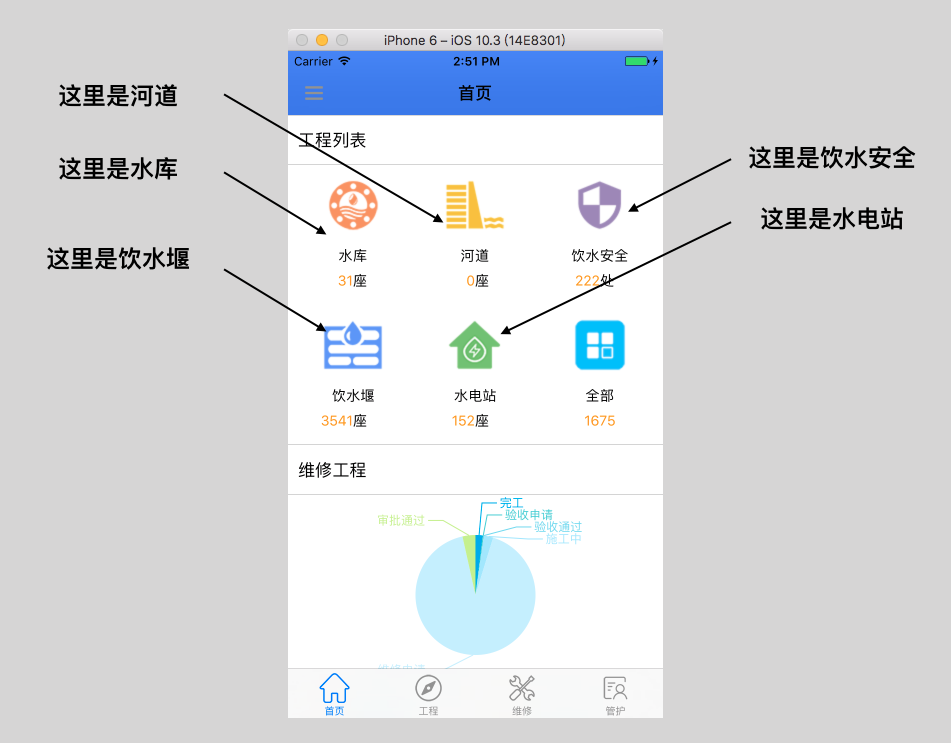 iPhone 6 – iOS 10.3 (14E8301)
Carrier 2:51 PM
首页
这里是河道
这里是水库
这里是饮水堰
这里是饮水安全
这里是水电站
工程列表
水库 河道 饮水安全
31座 0座 222处
饮水堰 水电站 全部
3541座 152座 1675
维修工程
完工
审批通过 验收申请
验收通过
施工中
维修申请
首页 工程 维修 管护